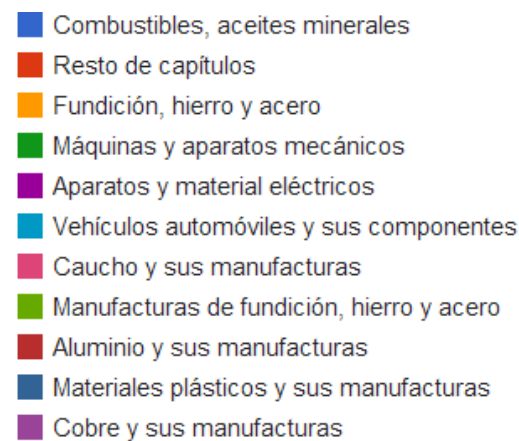 Combustibles, aceites minerales
Resto de capítulos
Fundición, hierro y acero
Máquinas y aparatos mecánicos
Aparatos y material eléctricos
Vehículos automóviles y sus componentes
Caucho y sus manufacturas
Manufacturas de fundición, hierro y acero
Aluminio y sus manufacturas
Materiales plásticos y sus manufacturas
Cobre y sus manufacturas